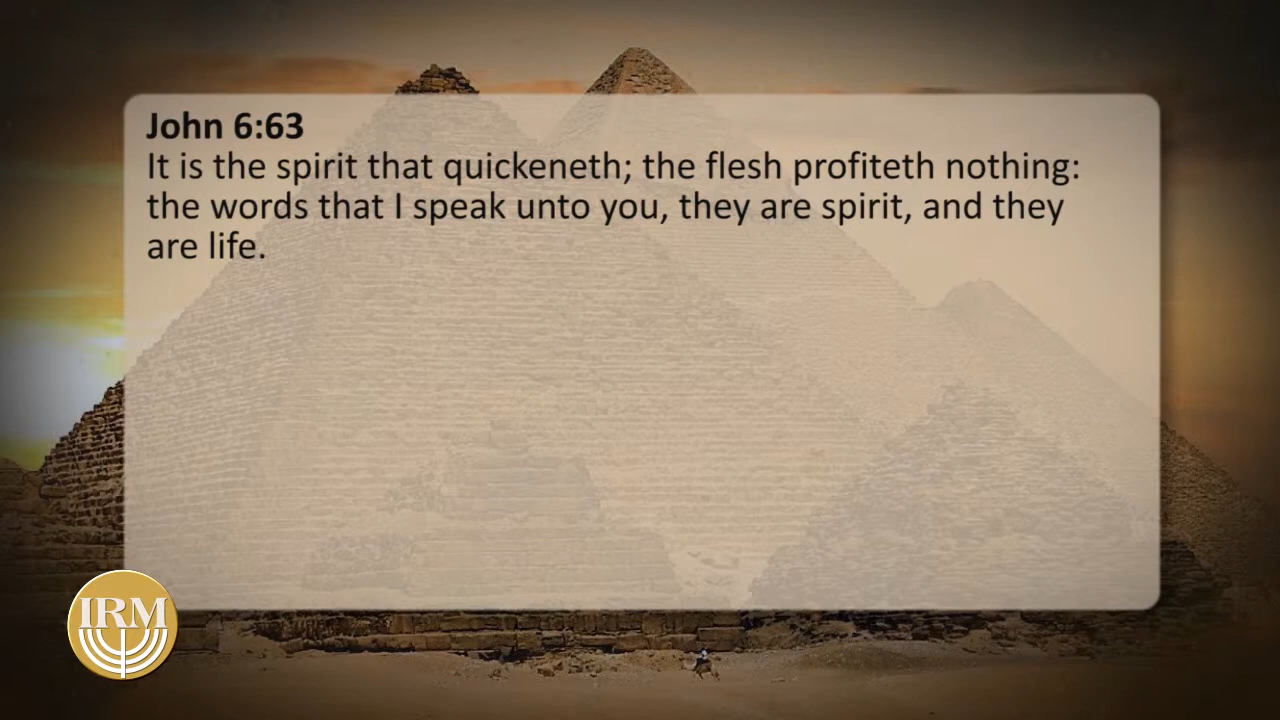 John 6:63
It is the spirit that quickeneth; the flesh profiteth nothing:
the words that I speak unto you, they are spirit, and they
are life.
IRM